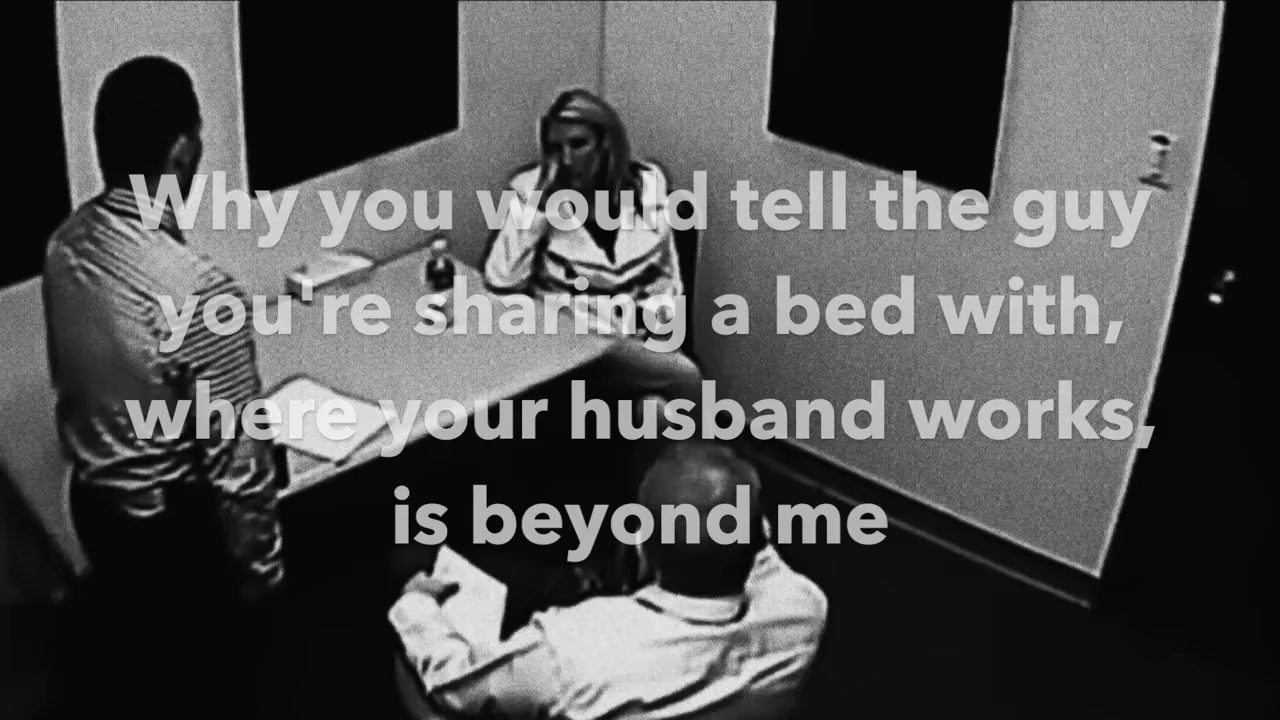 Why you would tell the guy
you're sharing a bed with,
where your husband works,
is beyond me